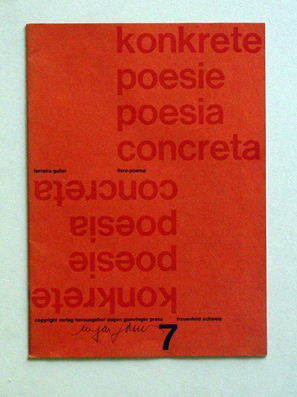 konkrete
poesie
poesia
concreta
ferreira gullar livro-poema
concreta
poesia
poesie
konkrete
copyright verlag herausgeber eugen gomringer press frauenfeld schweiz
7